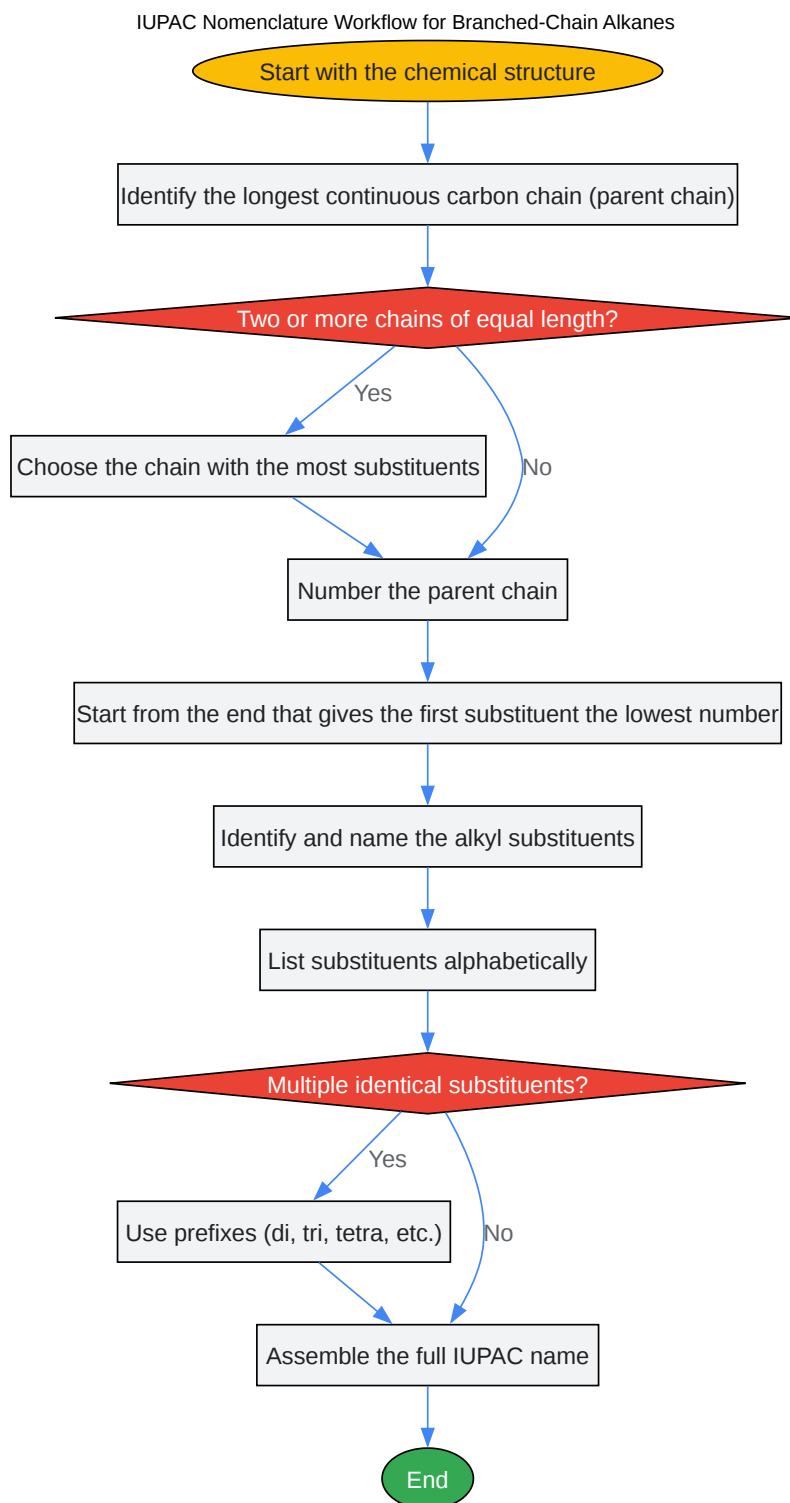 IUPAC Nomenclature Workflow for Branched-Chain Alkanes
Start with the chemical structure
Identify the longest continuous carbon chain (parent chain)
Two or more chains of equal length?
Yes
Choose the chain with the most substituents
No
Number the parent chain
Start from the end that gives the first substituent the lowest number
Identify and name the alkyl substituents
List substituents alphabetically
Multiple identical substituents?
Yes
Use prefixes (di, tri, tetra, etc.)
No
Assemble the full IUPAC name
End